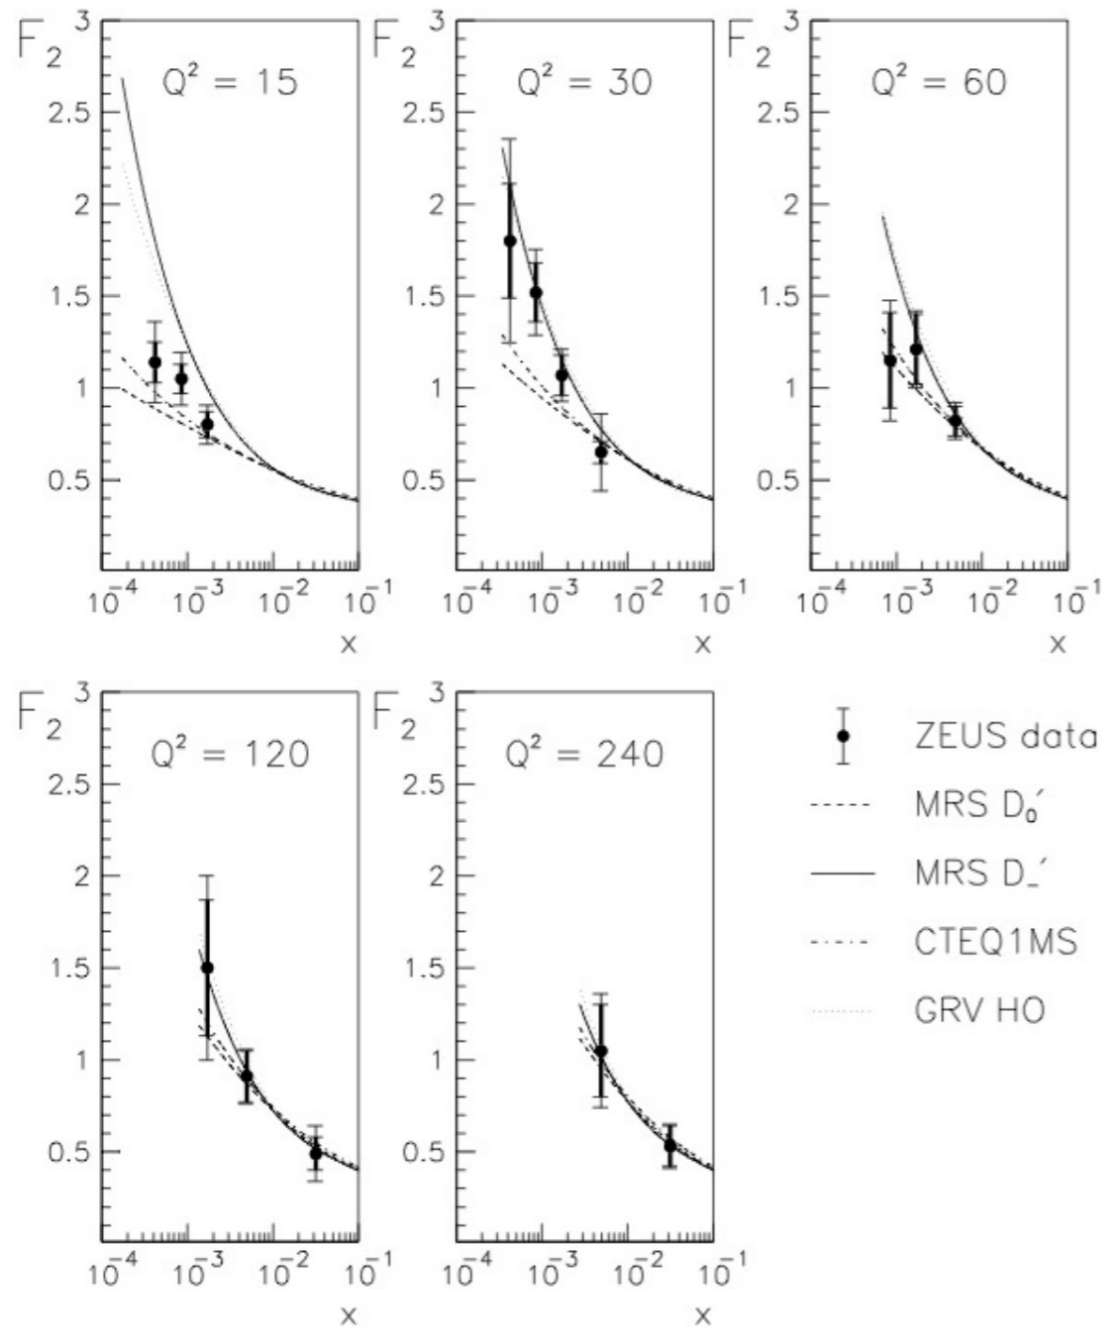 F₂ Q² = 15
3
2.5
2
1.5
1
0.5
10⁻⁴ 10⁻³ 10⁻² 10⁻¹
x
F₂ Q² = 30
3
2.5
2
1.5
1
0.5
10⁻⁴ 10⁻³ 10⁻² 10⁻¹
x
F₂ Q² = 60
3
2.5
2
1.5
1
0.5
10⁻⁴ 10⁻³ 10⁻² 10⁻¹
x
F₂ Q² = 120
3
2.5
2
1.5
1
0.5
10⁻⁴ 10⁻³ 10⁻² 10⁻¹
x
F₂ Q² = 240
3
2.5
2
1.5
1
0.5
10⁻⁴ 10⁻³ 10⁻² 10⁻¹
x
ZEUS data
MRS D₀′
MRS D₋′
CTEQ1MS
GRV HO